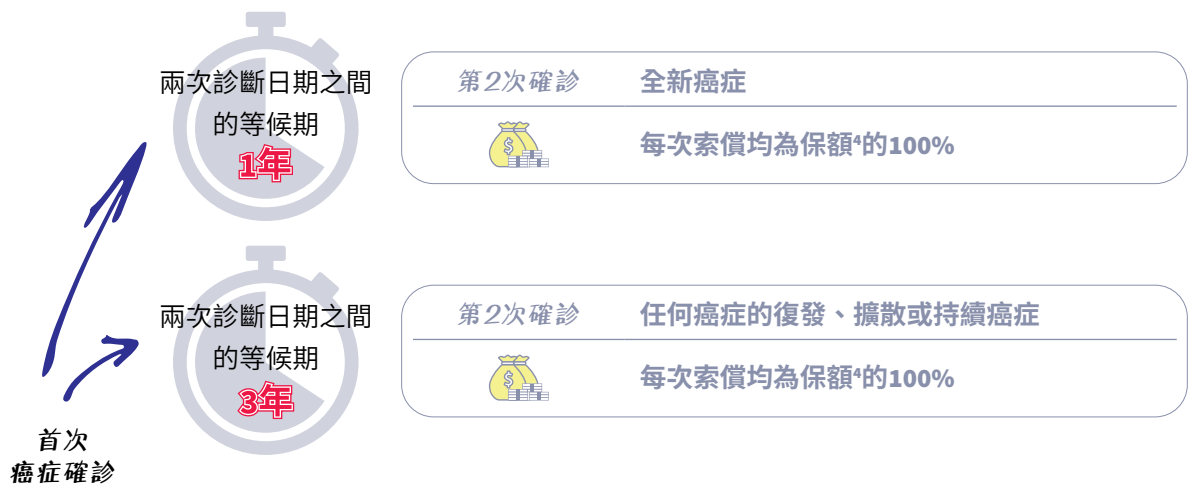 兩次診斷日期之間
的等候期
1年
第2次確診 全新癌症
$
每次索償均為保額⁴的100%
兩次診斷日期之間
的等候期
3年
第2次確診 任何癌症的復發、擴散或持續癌症
$
每次索償均為保額⁴的100%
首次
癌症確診